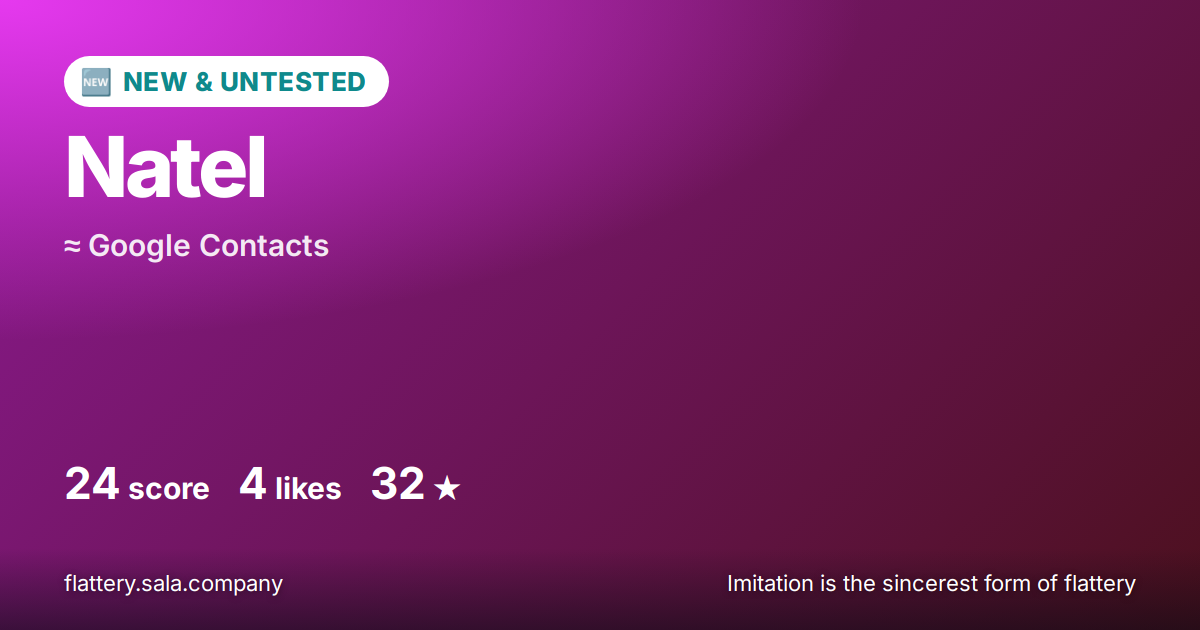 🆕 NEW & UNTESTED
Natel
≈ Google Contacts
24 score 4 likes 32 ★
flattery.sala.company
Imitation is the sincerest form of flattery